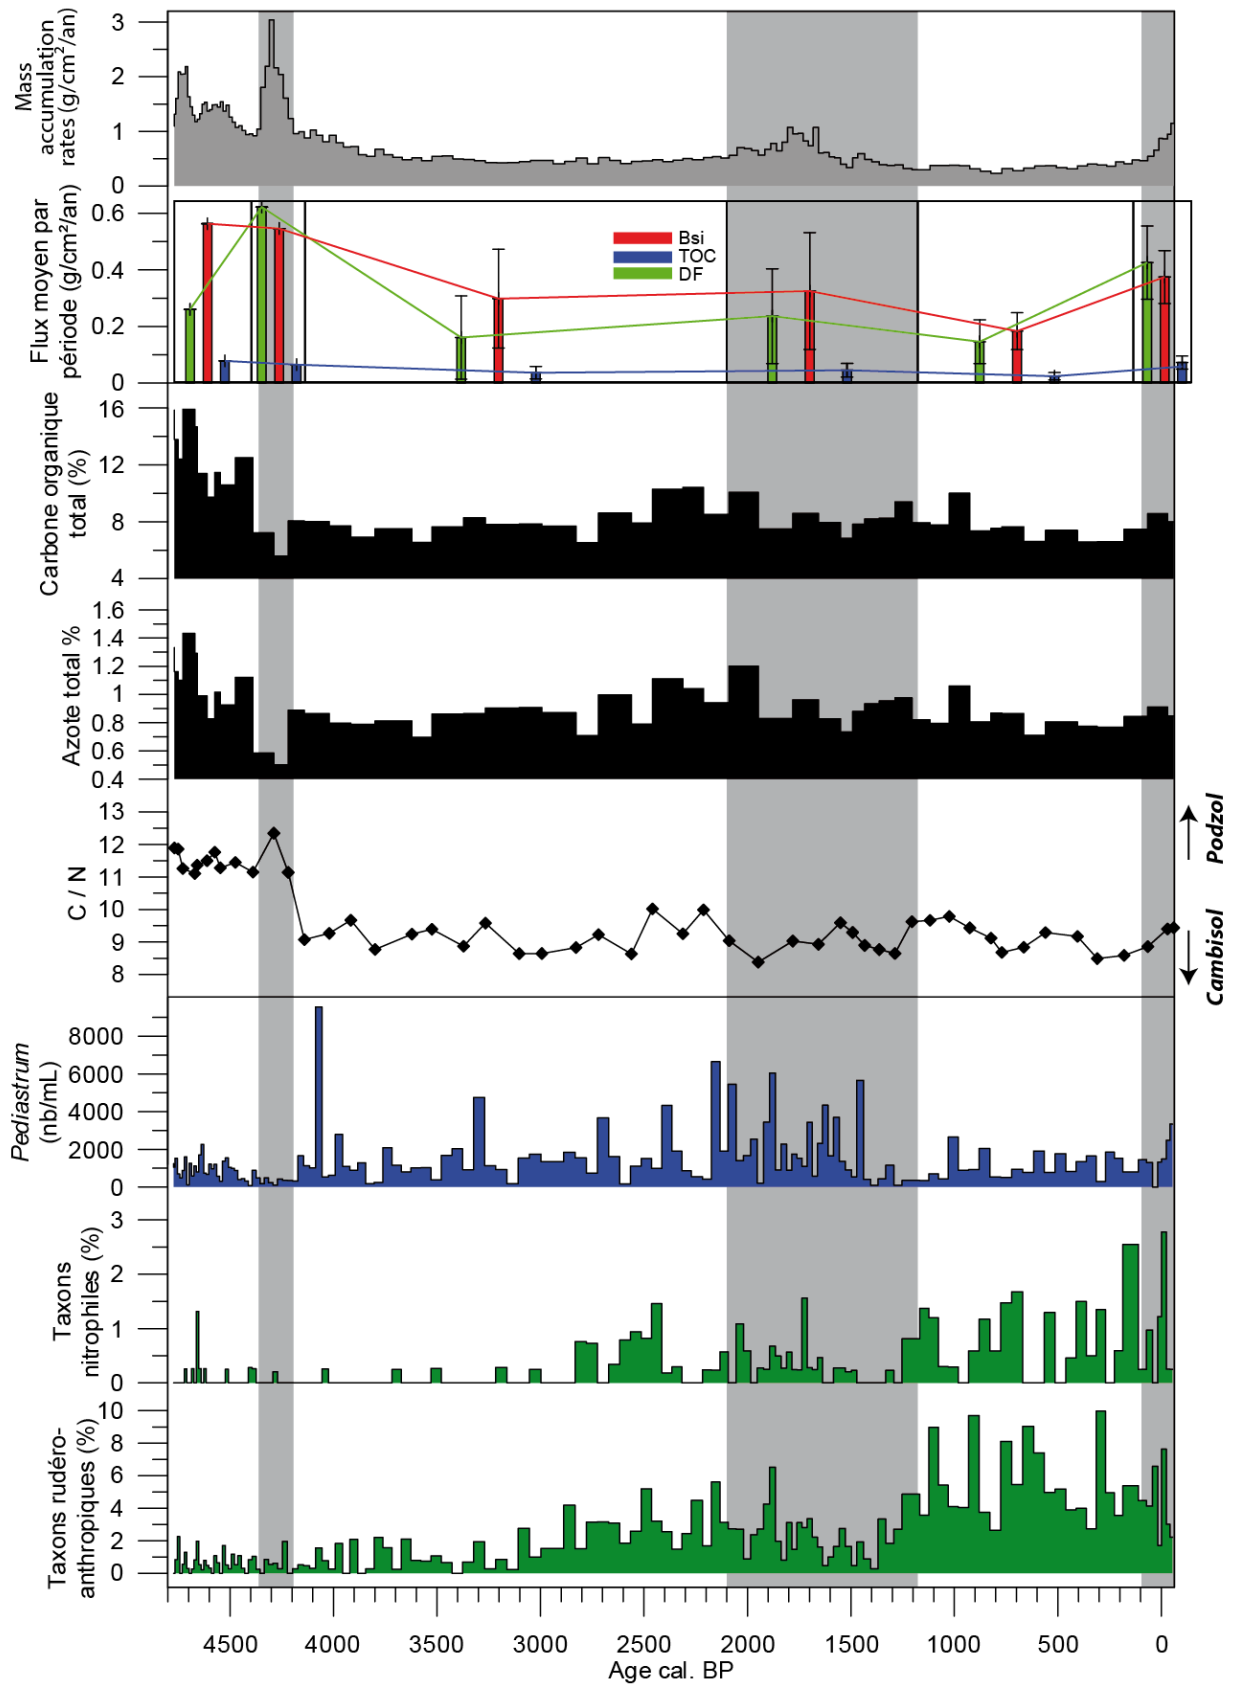 Mass
accumulation
rates (g/cm²/an)
3
2
1
0
Flux moyen par
période (g/cm²/an)
0.6
0.4
0.2
0
Bsi
TOC
DF
Carbone organique
total (%)
16
12
8
4
Azote total %
1.6
1.4
1.2
1
0.8
0.6
0.4
C / N
13
12
11
10
9
8
Podzol
Cambisol
Pediastrum
(nb/mL)
8000
6000
4000
2000
0
Taxons
nitrophiles (%)
3
2
1
0
Taxons rudéro-
anthropiques (%)
10
8
6
4
2
0
4500 4000 3500 3000 2500 2000 1500 1000 500 0
Age cal. BP